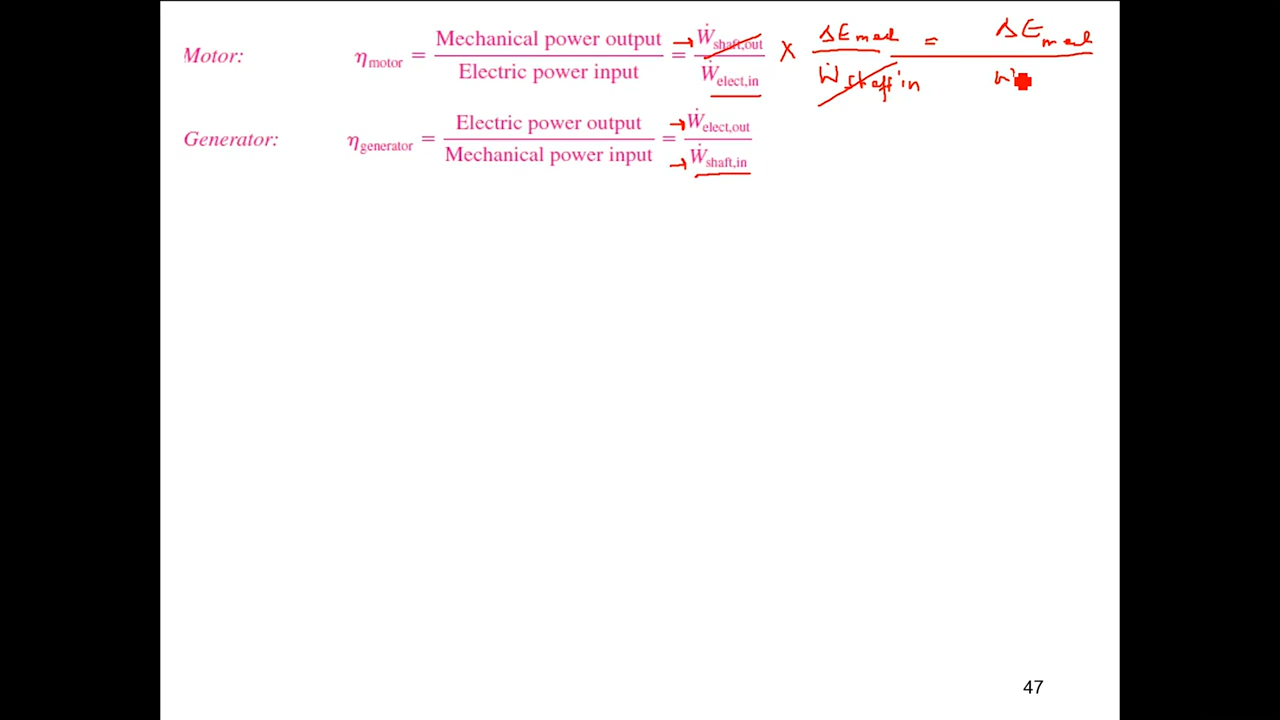 Motor: η_motor = Mechanical power output / Electric power input = → Ẇ_shaft,out / Ẇ_elect,in × ΔE_mech / Ẇ_shaft,in = ΔE_mech / Ẇ
Generator: η_generator = Electric power output / Mechanical power input = → Ẇ_elect,out / → Ẇ_shaft,in
47